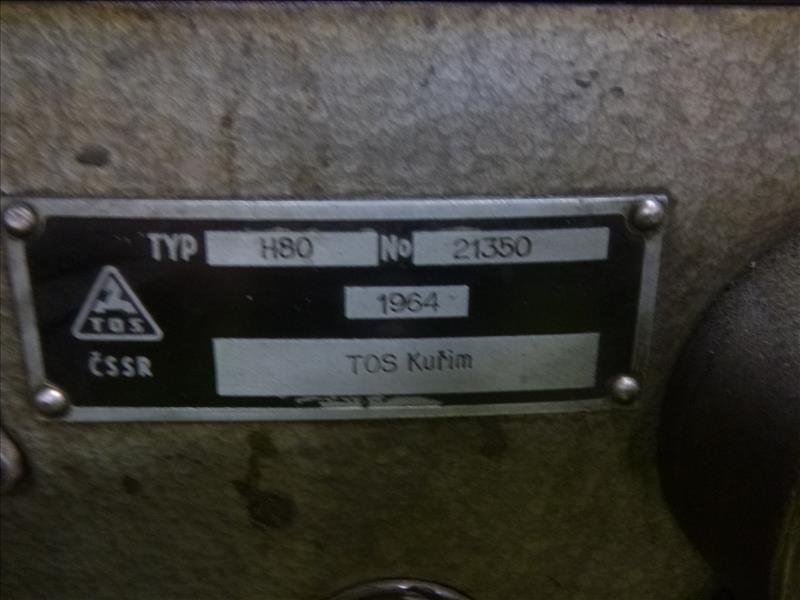 TYP H80 No 21350
1964
TOS
ČSSR
TOS Kuřim